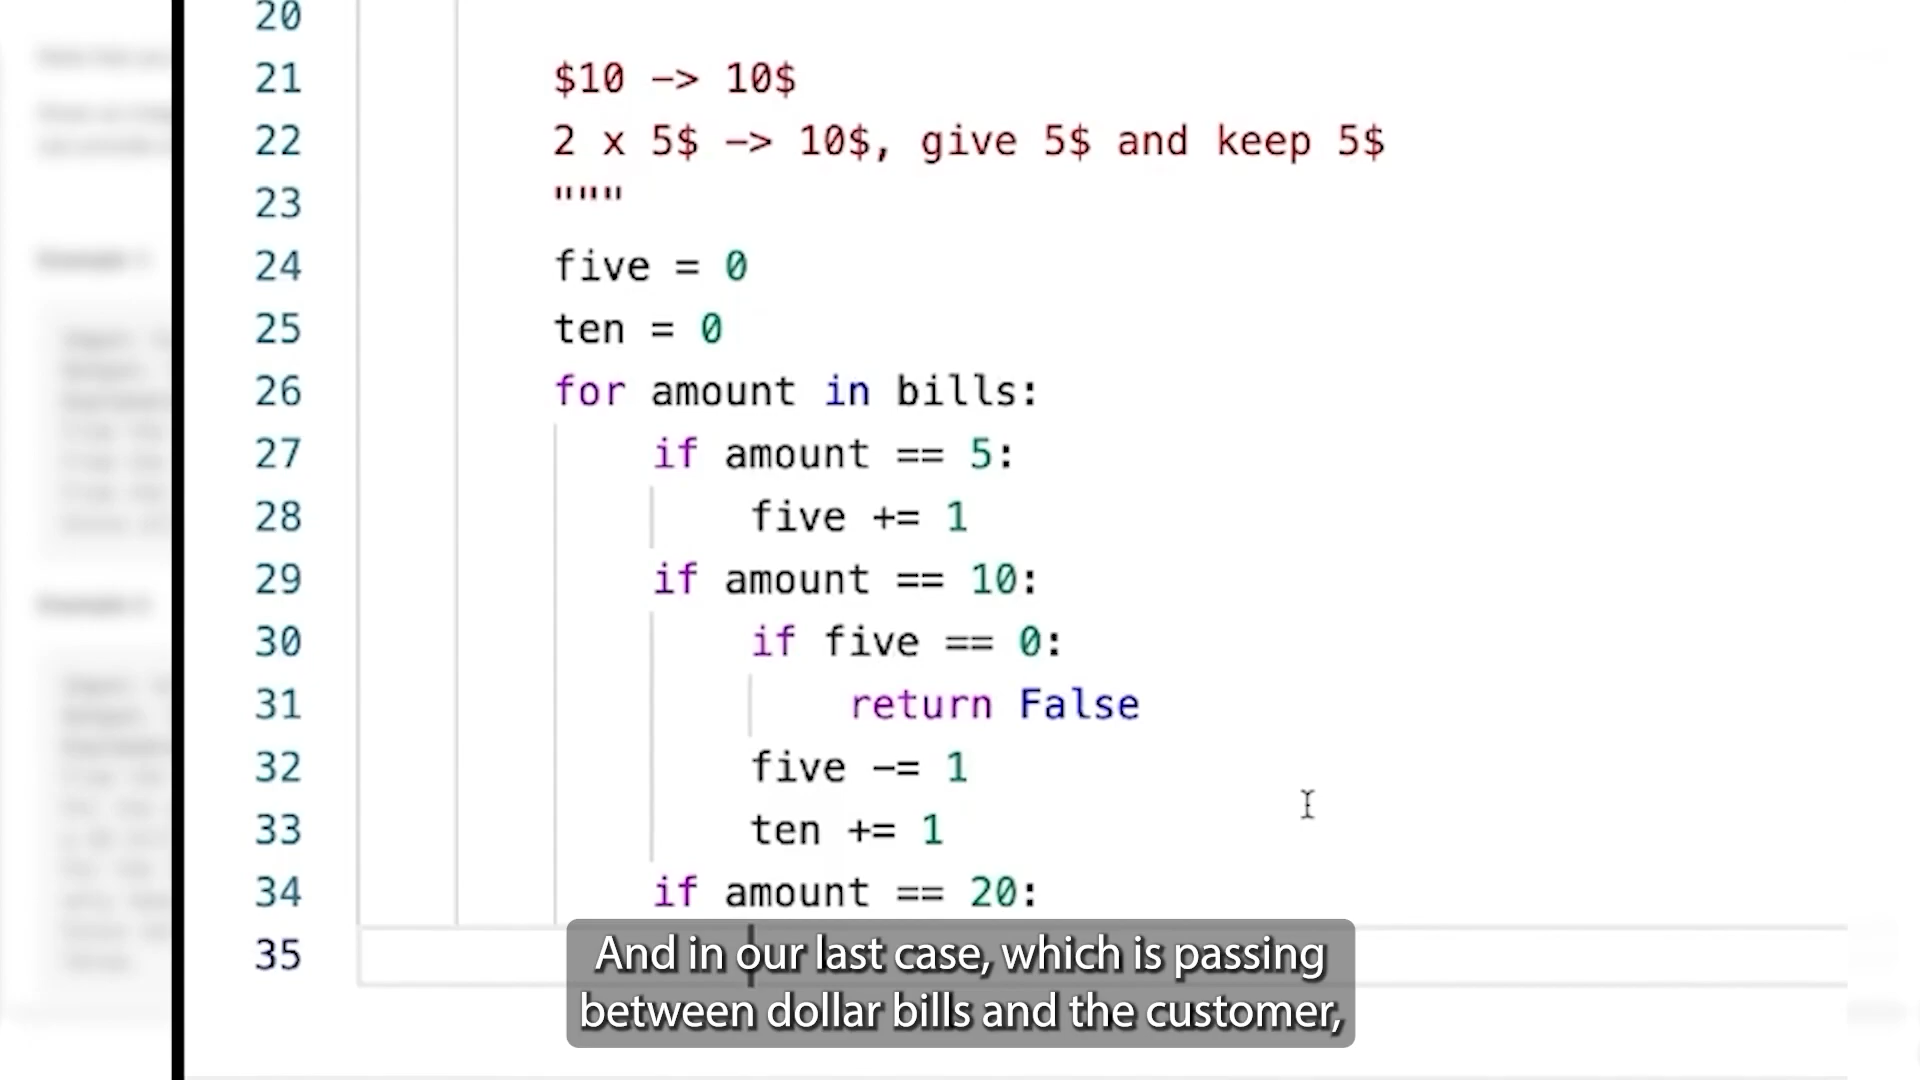 20
21 $10 -> 10$
22 2 x 5$ -> 10$, give 5$ and keep 5$
23 """
24 five = 0
25 ten = 0
26 for amount in bills:
27 if amount == 5:
28 five += 1
29 if amount == 10:
30 if five == 0:
31 return False
32 five -= 1
33 ten += 1
34 if amount == 20:
35
And in our last case, which is passing
between dollar bills and the customer,